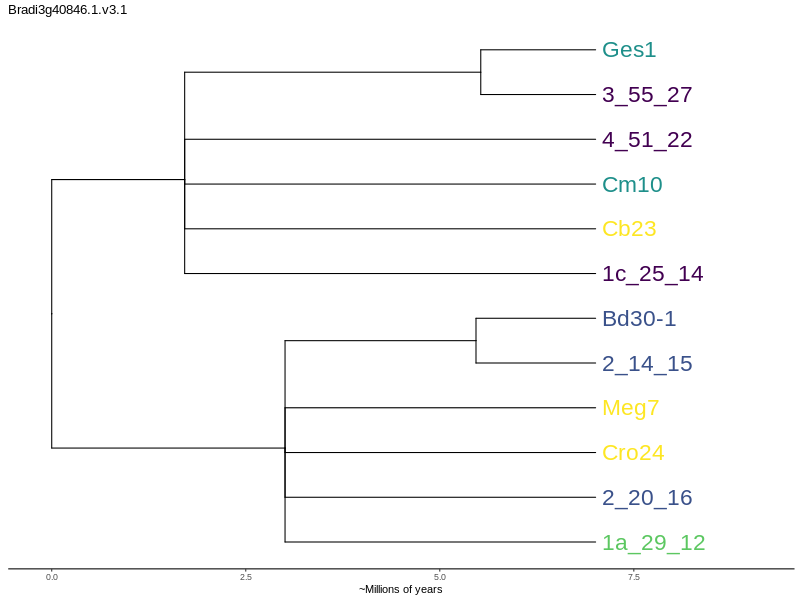 Bradi3g40846.1.v3.1
Ges1
3_55_27
4_51_22
Cm10
Cb23
1c_25_14
Bd30-1
2_14_15
Meg7
Cro24
2_20_16
1a_29_12
0.0 2.5 5.0 7.5
~Millions of years